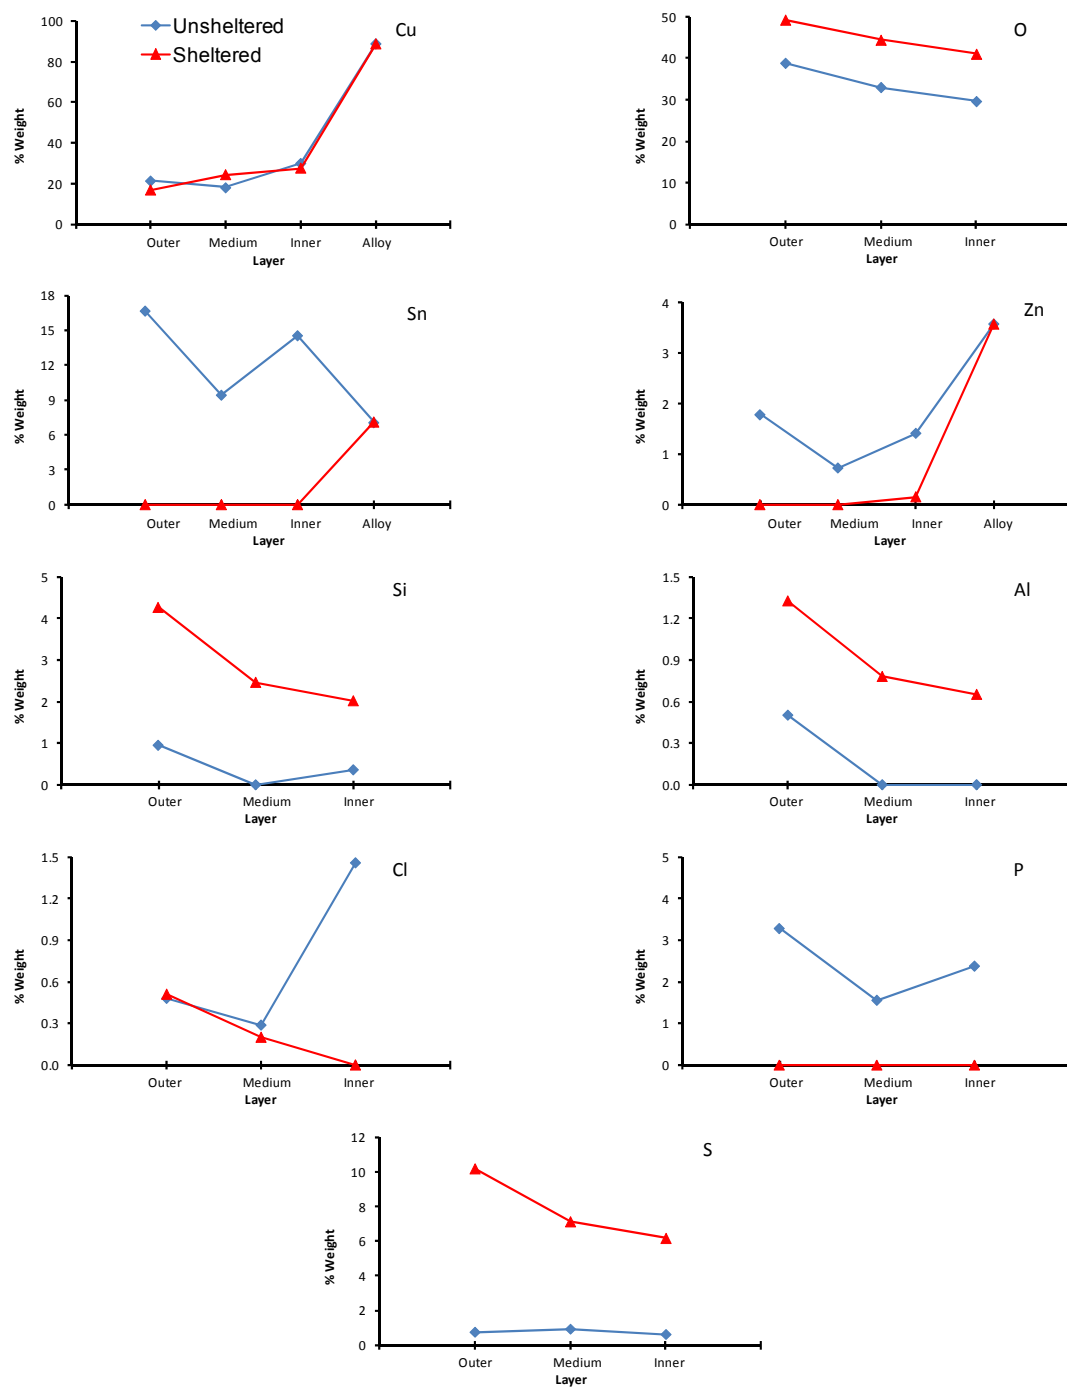 Unsheltered
Sheltered
Cu
100
80
60
40
20
0
% Weight
Outer Medium Inner Alloy
Layer
O
50
40
30
20
10
0
% Weight
Outer Medium Inner
Layer
Sn
18
15
12
9
6
3
0
% Weight
Outer Medium Inner Alloy
Layer
Zn
4
3
2
1
0
% Weight
Outer Medium Inner Alloy
Layer
Si
5
4
3
2
1
0
% Weight
Outer Medium Inner
Layer
Al
1.5
1.2
0.9
0.6
0.3
0.0
% Weight
Outer Medium Inner
Layer
Cl
1.5
1.2
0.9
0.6
0.3
0.0
% Weight
Outer Medium Inner
Layer
P
5
4
3
2
1
0
% Weight
Outer Medium Inner
Layer
S
12
10
8
6
4
2
0
% Weight
Outer Medium Inner
Layer